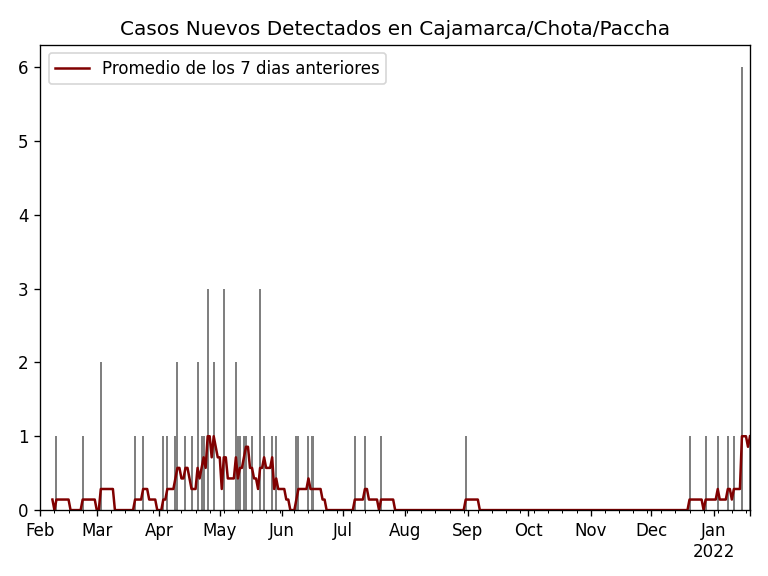 Casos Nuevos Detectados en Cajamarca/Chota/Paccha
Promedio de los 7 dias anteriores
6
5
4
3
2
1
0
Feb Mar Apr May Jun Jul Aug Sep Oct Nov Dec Jan
2022